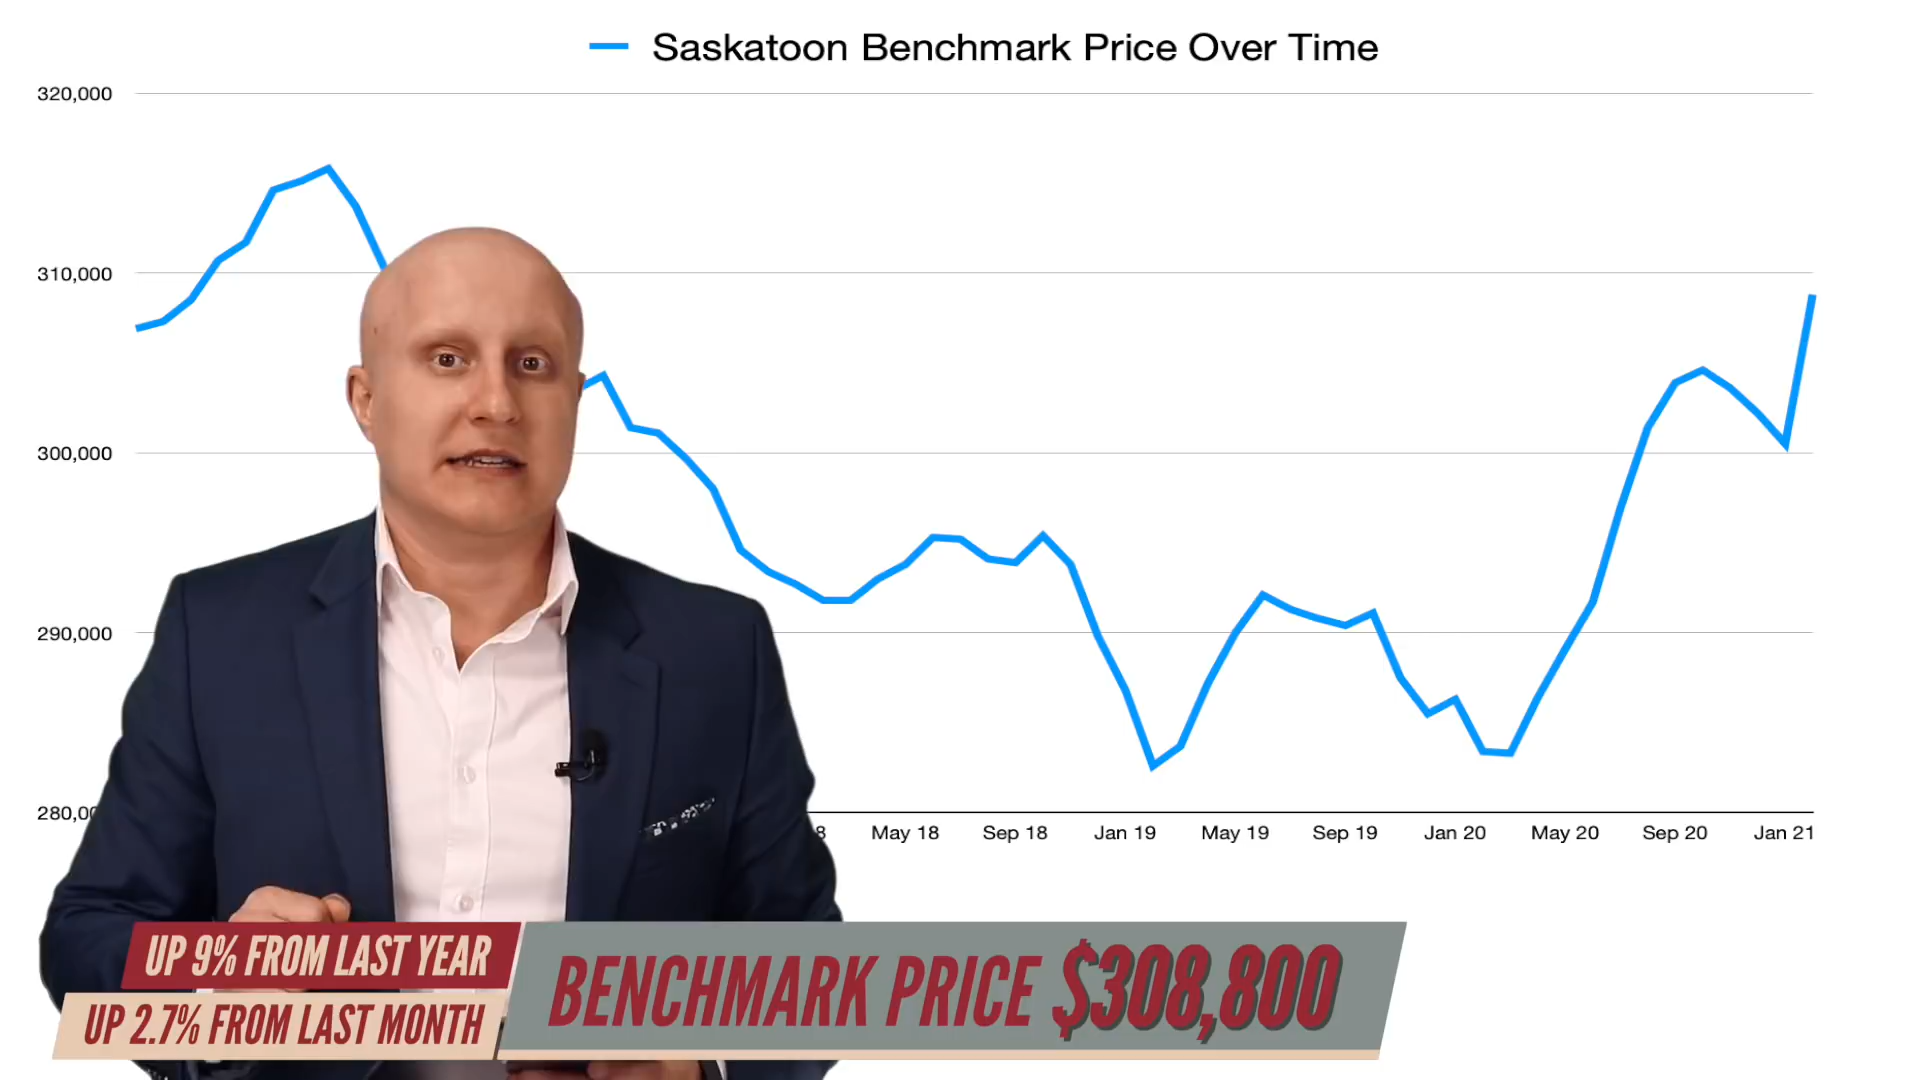 Saskatoon Benchmark Price Over Time
320,000
310,000
300,000
290,000
May 18 Sep 18 Jan 19 May 19 Sep 19 Jan 20 May 20 Sep 20 Jan 21
UP 9% FROM LAST YEAR
UP 2.7% FROM LAST MONTH
BENCHMARK PRICE $308,800